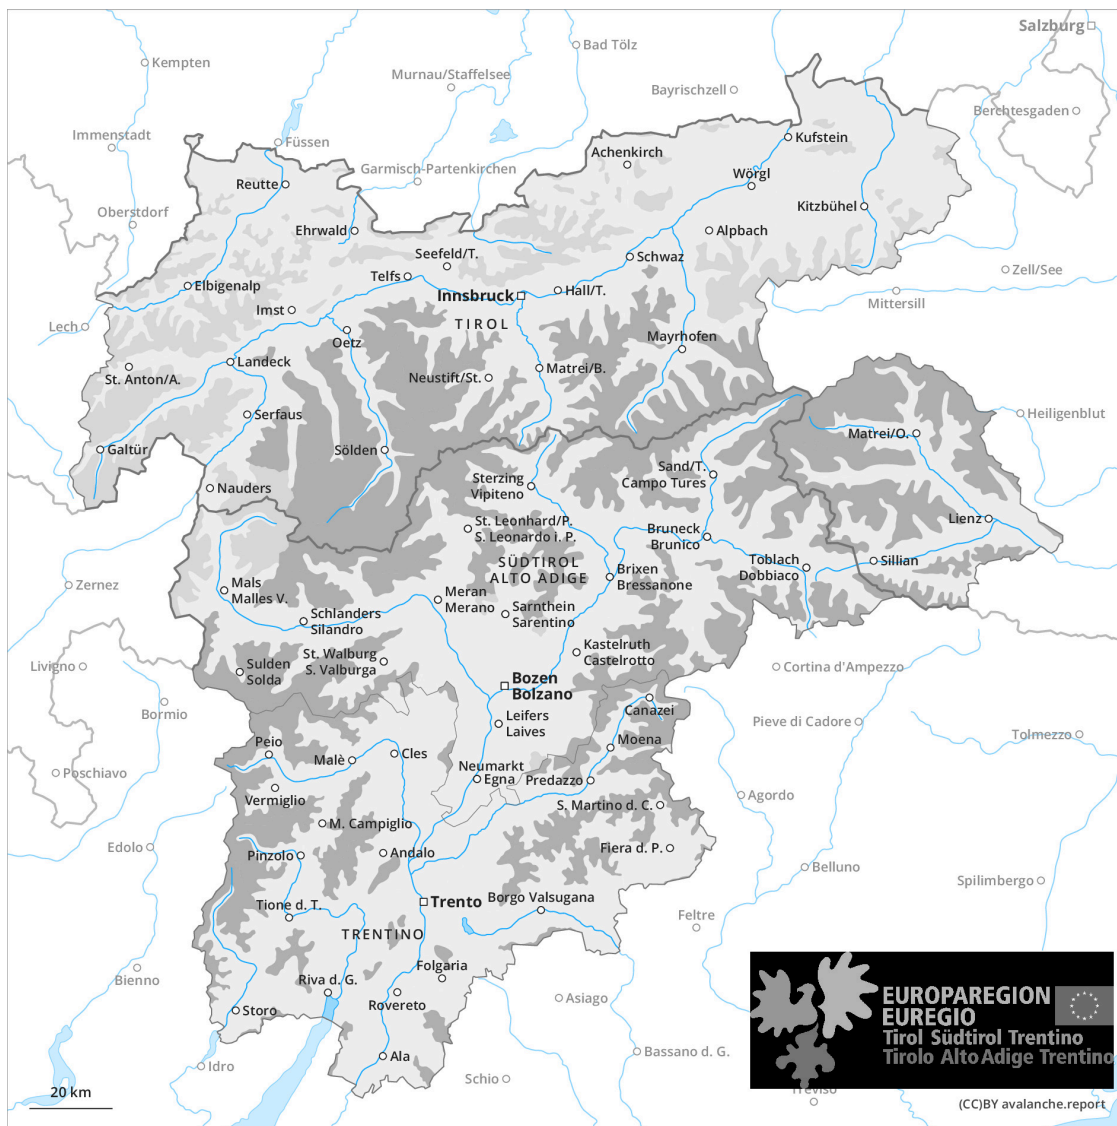 Salzburg
Bad Tölz
Kempten
Murnau/Staffelsee
Bayrischzell
Berchtesgaden
Immenstadt
Füssen
Kufstein
Achenkirch
Garmisch-Partenkirchen
Wörgl
Reutte
Kitzbühel
Oberstdorf
Ehrwald
Alpbach
Seefeld/T.
Schwaz
Telfs
Zell/See
Elbigenalp
Hall/T.
Innsbruck
Mittersill
Imst
TIROL
Lech
Oetz
Mayrhofen
Landeck
Matrei/B.
St. Anton/A.
Neustift/St.
Serfaus
Heiligenblut
Matrei/O.
Galtür
Sölden
Sand/T.
Campo Tures
Sterzing
Vipiteno
Nauders
Lienz
St. Leonhard/P.
S. Leonardo i. P.
Bruneck
Brunico
SÜDTIROL
ALTO ADIGE
Toblach
Dobbiaco
Sillian
Brixen
Bressanone
Zernez
Mals
Malles V.
Meran
Merano
Sarnthein
Sarentino
Schlanders
Silandro
Kastelruth
Castelrotto
St. Walburg
S. Valburga
Livigno
Sulden
Solda
Cortina d'Ampezzo
Bozen
Bolzano
Bormio
Canazei
Leifers
Laives
Pieve di Cadore
Tolmezzo
Peio
Moena
Cles
Malè
Poschiavo
Neumarkt
Egna
Predazzo
Vermiglio
Agordo
S. Martino d. C.
M. Campiglio
Edolo
Fiera d. P.
Pinzolo
Andalo
Belluno
Spilimbergo
Borgo Valsugana
Trento
Tione d. T.
Feltre
TRENTINO
Folgaria
Bienno
Riva d. G.
EUROPAREGION
Asiago
Rovereto
EUREGIO
Storo
Tirol Südtirol Trentino
Bassano d. G.
Ala
Tirolo Alto Adige Trentino
Idro
Schio
Treviso
20 km
(CC)BY avalanche.report